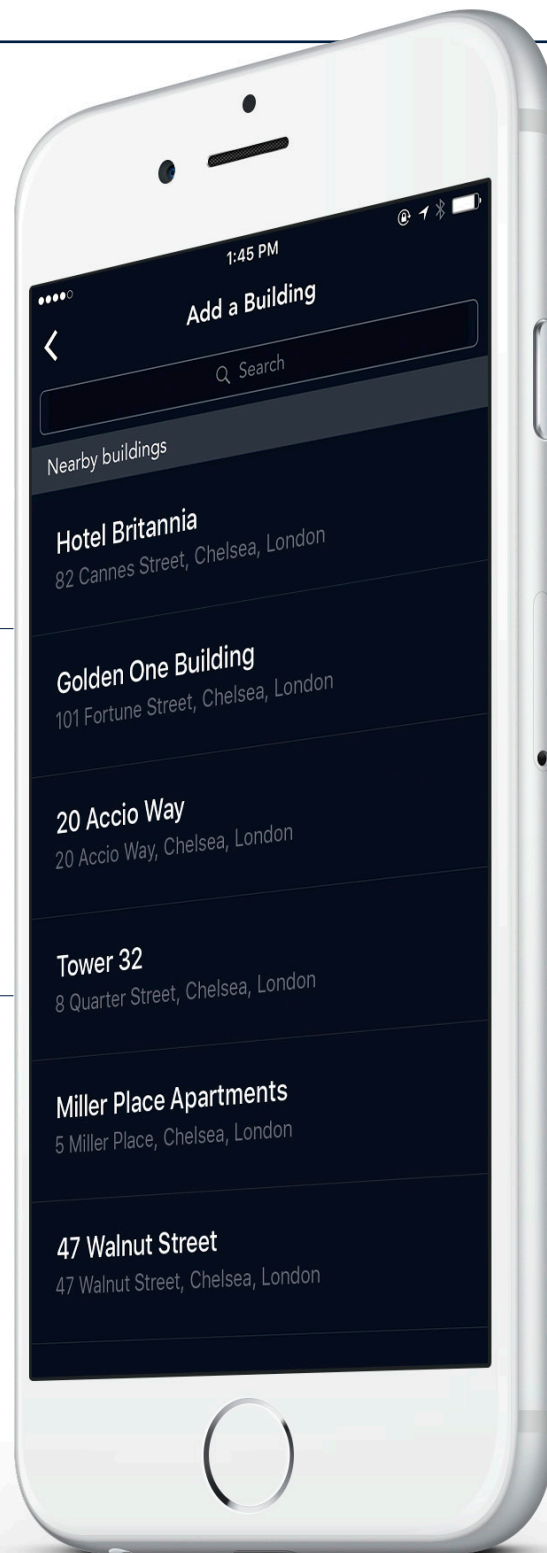 1:45 PM
Add a Building
Search
Nearby buildings
Hotel Britannia
82 Cannes Street, Chelsea, London
Golden One Building
101 Fortune Street, Chelsea, London
20 Accio Way
20 Accio Way, Chelsea, London
Tower 32
8 Quarter Street, Chelsea, London
Miller Place Apartments
5 Miller Place, Chelsea, London
47 Walnut Street
47 Walnut Street, Chelsea, London